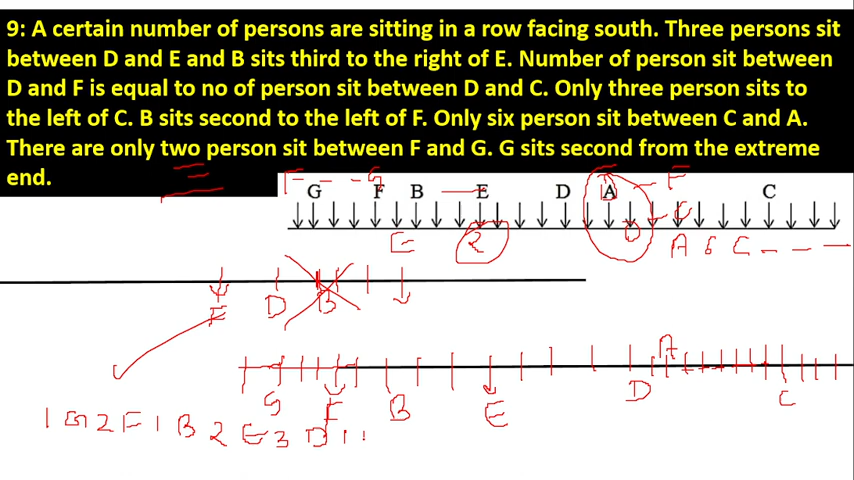 9: A certain number of persons are sitting in a row facing south. Three persons sit
between D and E and B sits third to the right of E. Number of person sit between
D and F is equal to no of person sit between D and C. Only three person sits to
the left of C. B sits second to the left of F. Only six person sit between C and A.
There are only two person sit between F and G. G sits second from the extreme
end.
F - - G
G F B E D A C
F
C
E 2 D A 6 C - - -
E D B
A
G F B E D C
1 G 2 F 1 B 2 E 3 D 1 1